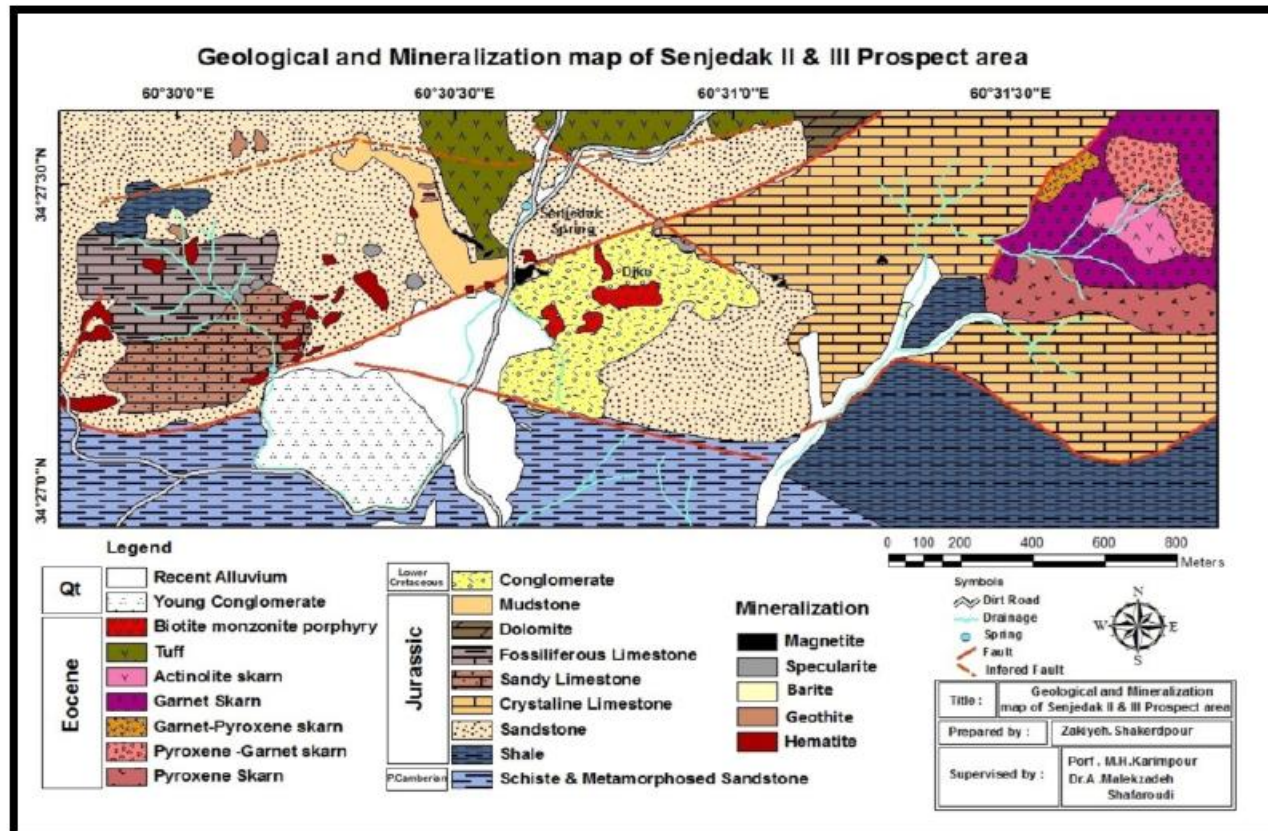 Geological and Mineralization map of Senjedak II & III Prospect area
60°30'0"E
60°30'30"E
60°31'0"E
60°31'30"E
34°27'30"N
34°27'0"N
Senjedak
Spring
Ojku
Legend
Qt
Recent Alluvium
Young Conglomerate
Eocene
Biotite monzonite porphyry
Tuff
Actinolite skarn
Garnet Skarn
Garnet-Pyroxene skarn
Pyroxene -Garnet skarn
Pyroxene Skarn
Lower
Cretaceous
Conglomerate
Jurassic
Mudstone
Dolomite
Fossiliferous Limestone
Sandy Limestone
Crystaline Limestone
Sandstone
Shale
P.Camberian
Schiste & Metamorphosed Sandstone
Mineralization
Magnetite
Specularite
Barite
Geothite
Hematite
0 100 200 400 600 800
Meters
Symbols
Dirt Road
Drainage
Spring
Fault
Infered Fault
N
W E
S
Title : Geological and Mineralization
map of Senjedak II & III Prospect area
Prepared by : Zakiyeh. Shakerdpour
Supervised by : Porf . M.H.Karimpour
Dr.A .Malekzadeh
Shafaroudi